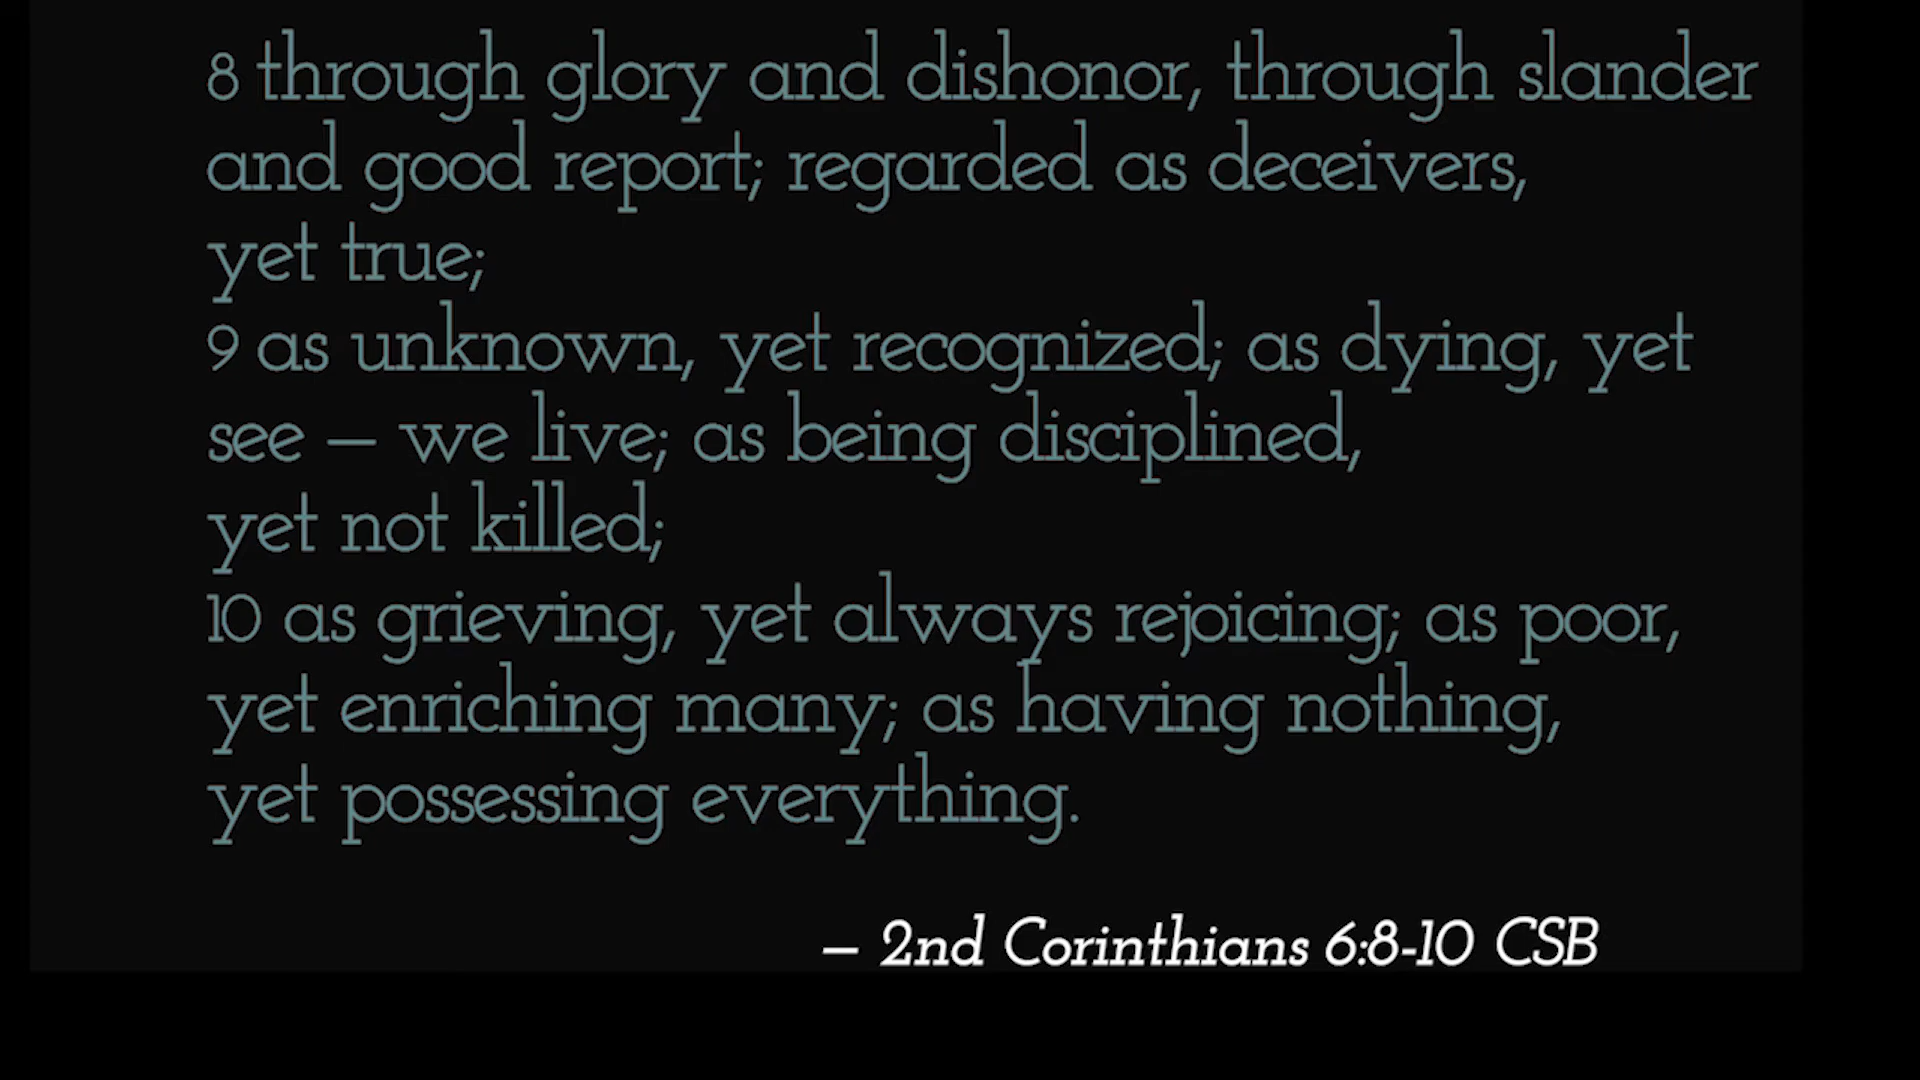 8 through glory and dishonor, through slander
and good report; regarded as deceivers,
yet true;
9 as unknown, yet recognized; as dying, yet
see – we live; as being disciplined,
yet not killed;
10 as grieving, yet always rejoicing; as poor,
yet enriching many; as having nothing,
yet possessing everything.
– 2nd Corinthians 6:8-10 CSB